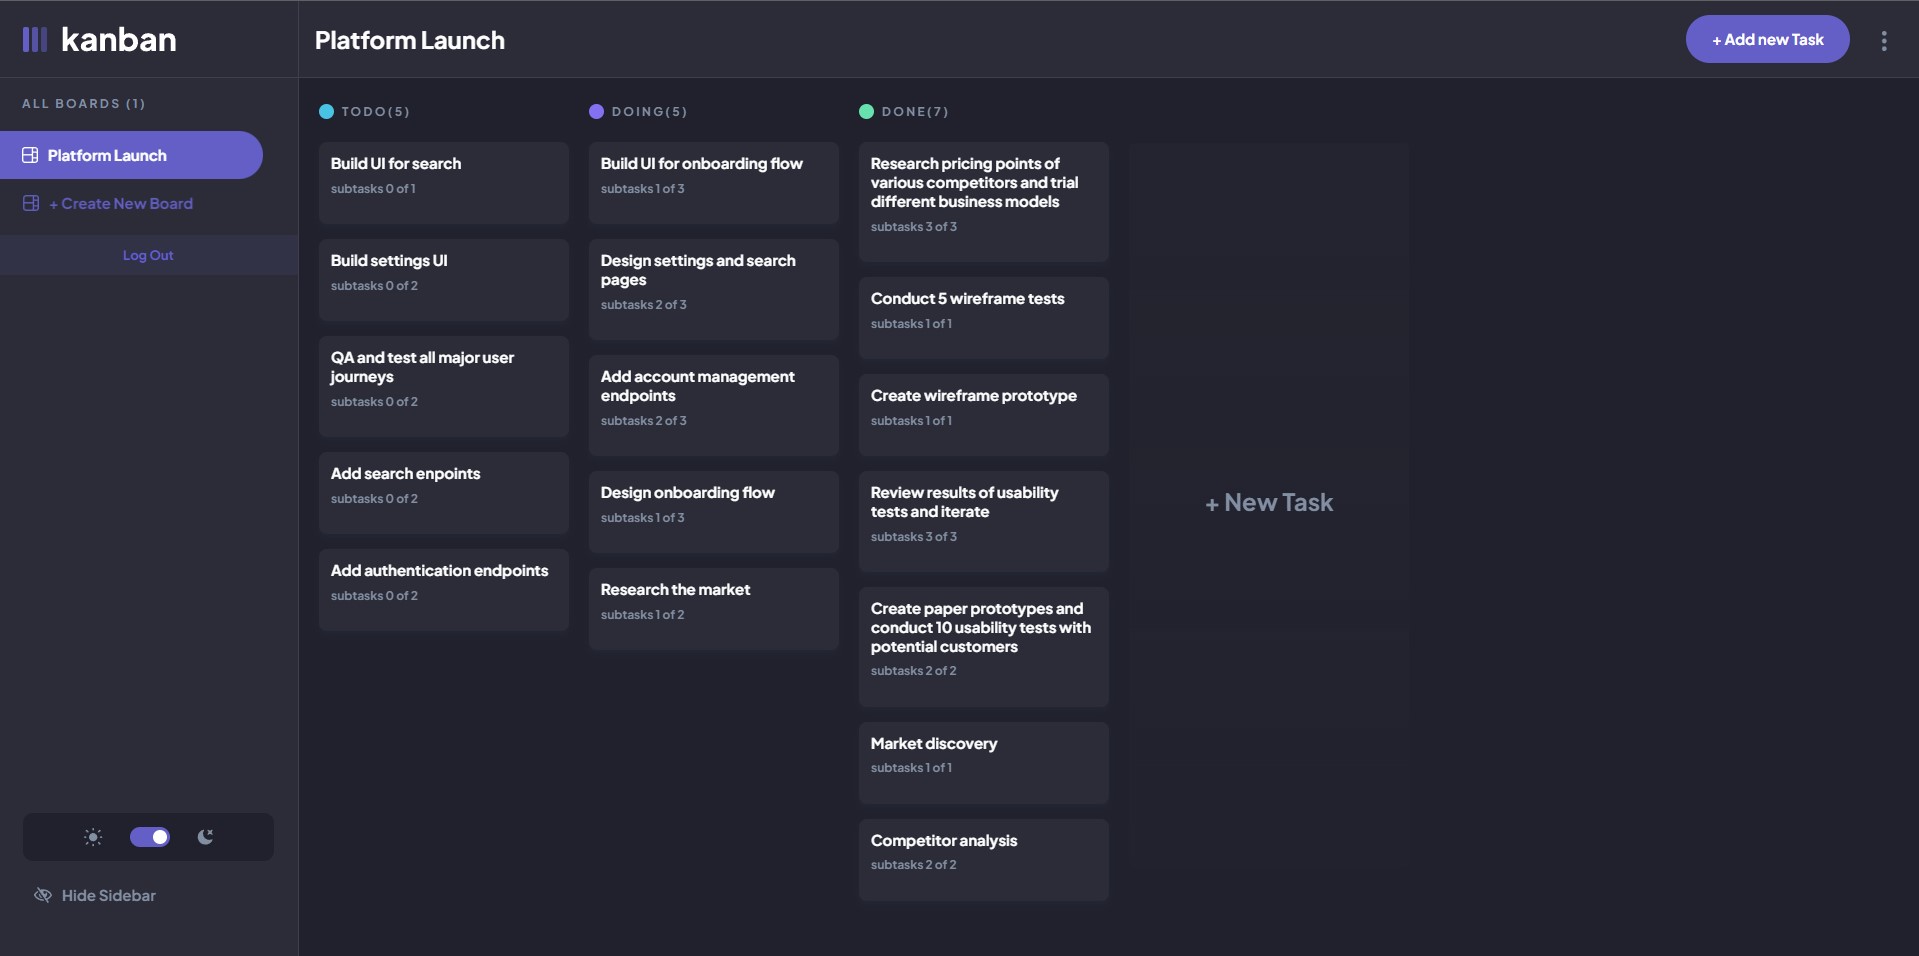 kanban
Platform Launch
+ Add new Task
ALL BOARDS (1)
Platform Launch
+ Create New Board
Log Out
Hide Sidebar
TODO(5)
Build UI for search
subtasks 0 of 1
Build settings UI
subtasks 0 of 2
QA and test all major user
journeys
subtasks 0 of 2
Add search enpoints
subtasks 0 of 2
Add authentication endpoints
subtasks 0 of 2
DOING(5)
Build UI for onboarding flow
subtasks 1 of 3
Design settings and search
pages
subtasks 2 of 3
Add account management
endpoints
subtasks 2 of 3
Design onboarding flow
subtasks 1 of 3
Research the market
subtasks 1 of 2
DONE(7)
Research pricing points of
various competitors and trial
different business models
subtasks 3 of 3
Conduct 5 wireframe tests
subtasks 1 of 1
Create wireframe prototype
subtasks 1 of 1
Review results of usability
tests and iterate
subtasks 3 of 3
Create paper prototypes and
conduct 10 usability tests with
potential customers
subtasks 2 of 2
Market discovery
subtasks 1 of 1
Competitor analysis
subtasks 2 of 2
+ New Task